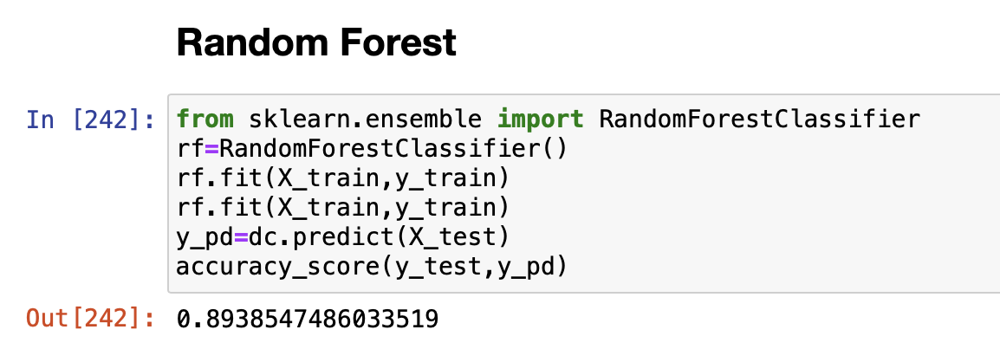 Random Forest
In [242]: from sklearn.ensemble import RandomForestClassifier
rf=RandomForestClassifier()
rf.fit(X_train,y_train)
rf.fit(X_train,y_train)
y_pd=dc.predict(X_test)
accuracy_score(y_test,y_pd)
Out[242]: 0.8938547486033519